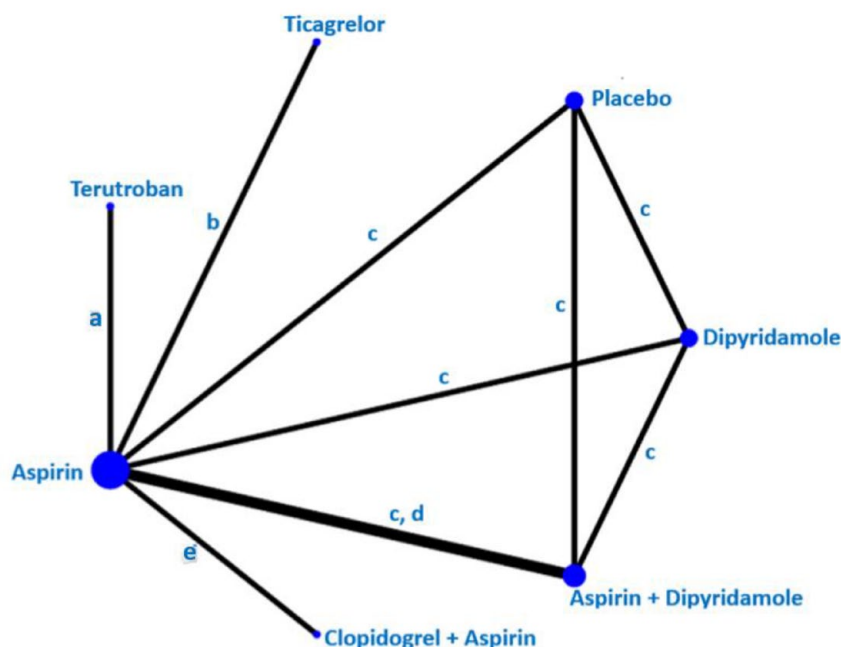 Ticagrelor
Placebo
Terutroban
b
c
c
a
c
Dipyridamole
c
c
Aspirin
c, d
e
Aspirin + Dipyridamole
Clopidogrel + Aspirin